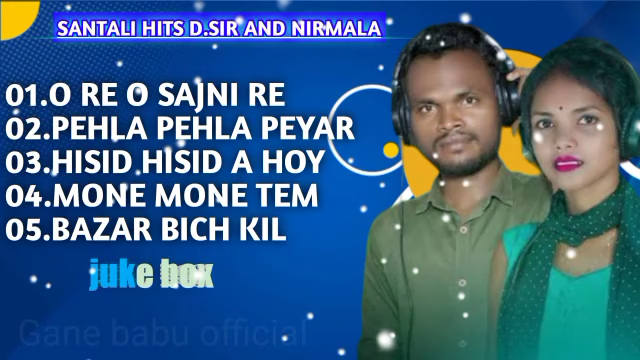 SANTALI HITS D.SIR AND NIRMALA
01.O RE O SAJNI RE
02.PEHLA PEHLA PEYAR
03.HISID HISID A HOY
04.MONE MONE TEM
05.BAZAR BICH KIL
juke box
Gane babu official